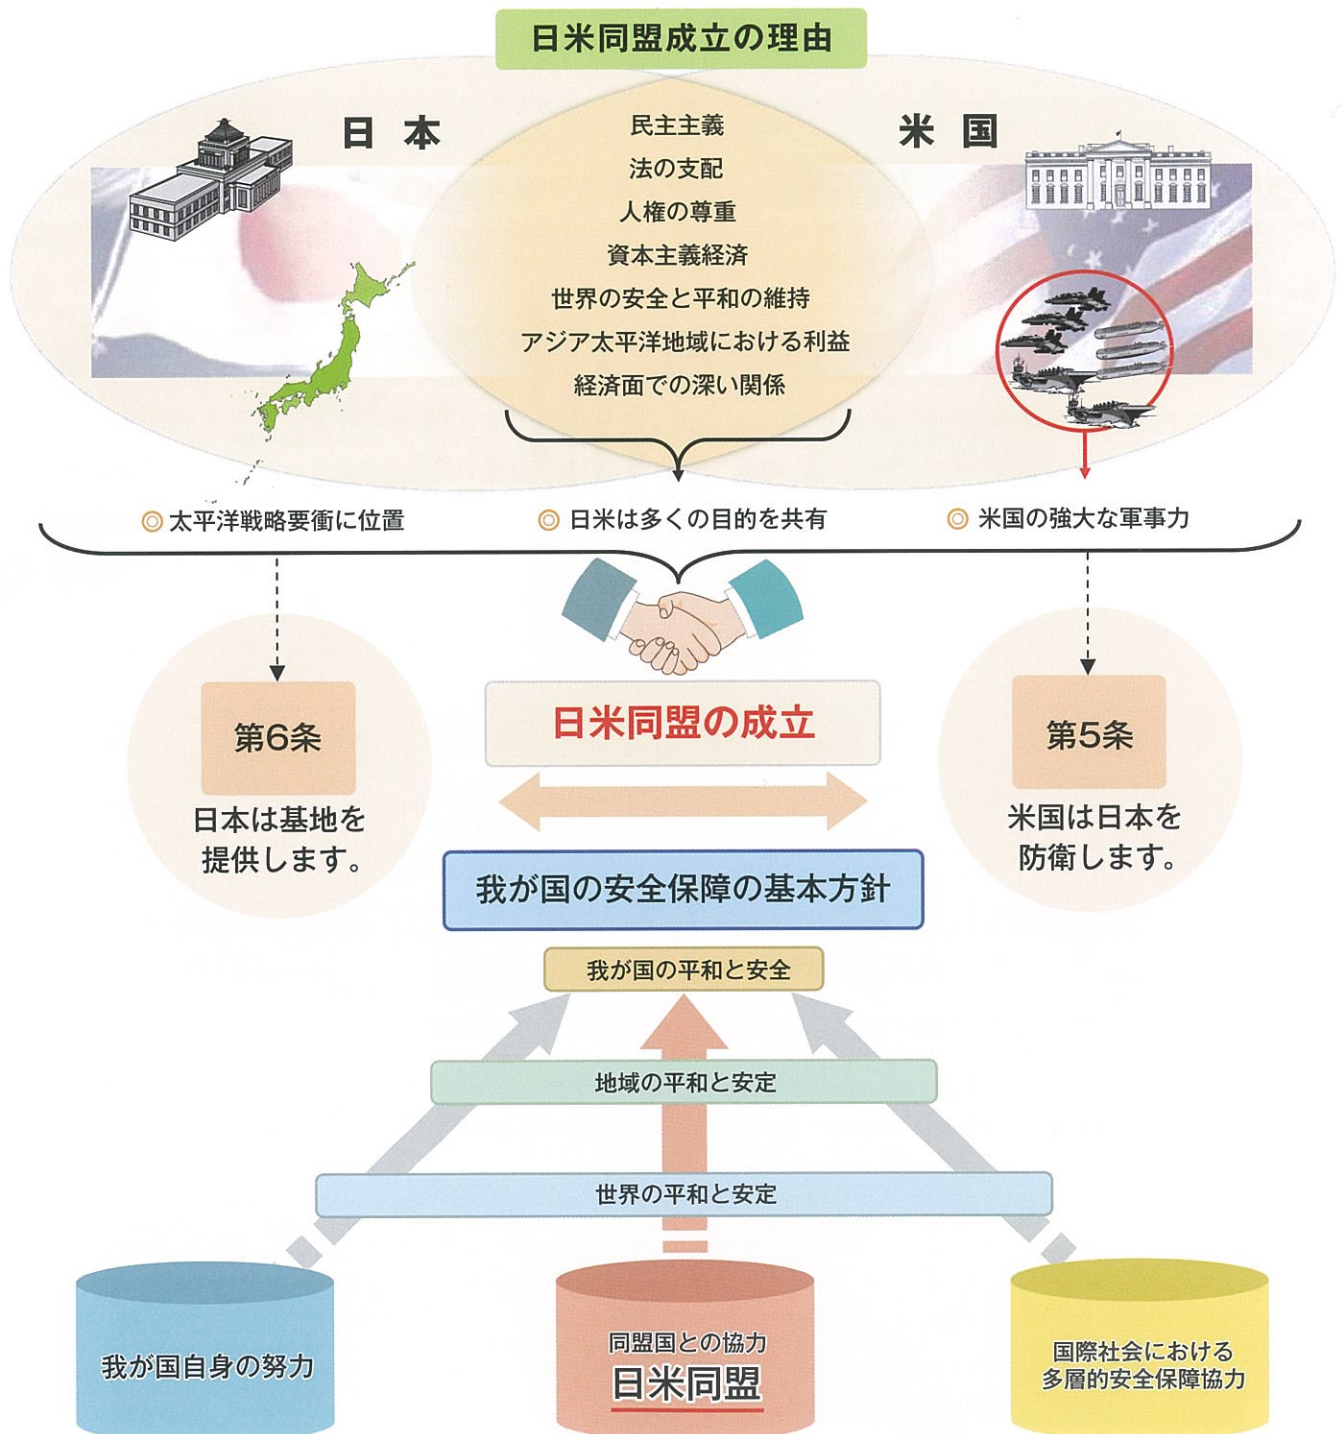 日米同盟成立の理由
日本
米国
民主主義
法の支配
人権の尊重
資本主義経済
世界の安全と平和の維持
アジア太平洋地域における利益
経済面での深い関係
◎ 太平洋戦略要衝に位置
◎ 日米は多くの目的を共有
◎ 米国の強大な軍事力
第6条
日本は基地を
提供します。
日米同盟の成立
第5条
米国は日本を
防衛します。
我が国の安全保障の基本方針
我が国の平和と安全
地域の平和と安定
世界の平和と安定
我が国自身の努力
同盟国との協力
日米同盟
国際社会における
多層的安全保障協力